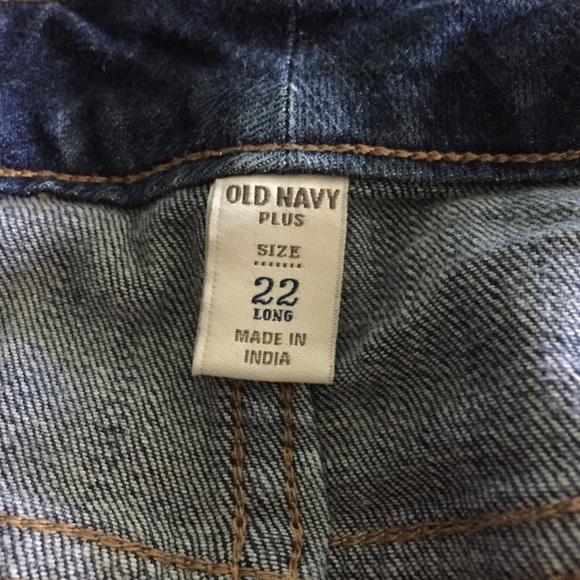 OLD NAVY
PLUS
SIZE
22
LONG
MADE IN
INDIA